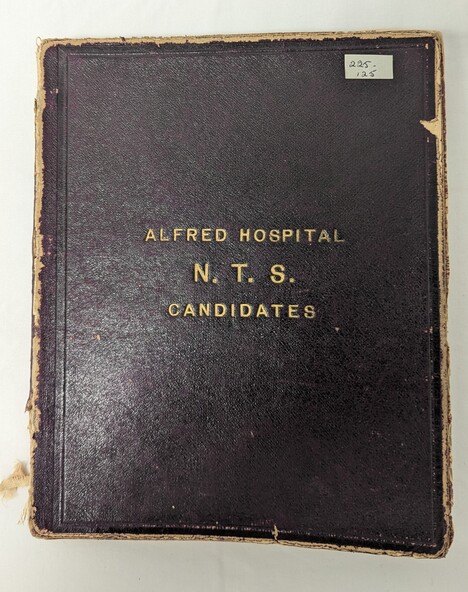 225-
125
ALFRED HOSPITAL
N. T. S.
CANDIDATES